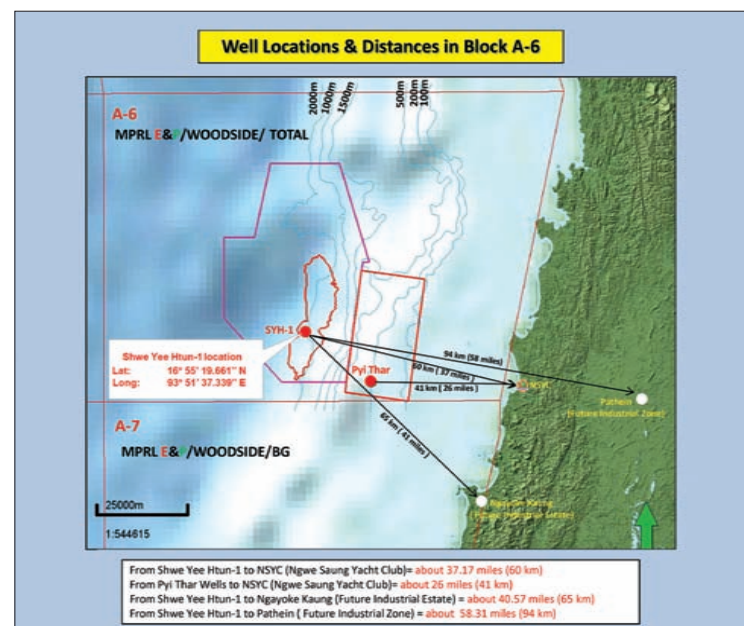 Well Locations & Distances in Block A-6
2000m
1000m
1500m
500m
200m
100m
A-6
MPRL E&P/WOODSIDE/ TOTAL
SYH-1
Shwe Yee Htun-1 location
Lat: 16° 55' 19.661" N
Long: 93° 51' 37.339" E
Pyi Thar
94 km (58 miles)
60 km ( 37 miles)
41 km ( 26 miles)
65 km ( 41 miles)
NSYC
Pathein
(Future Industrial Zone)
A-7
MPRL E&P/WOODSIDE/BG
Ngayoke Kaung
(Future Industrial Estate)
25000m
1:544615
From Shwe Yee Htun-1 to NSYC (Ngwe Saung Yacht Club)= about 37.17 miles (60 km)
From Pyi Thar Wells to NSYC (Ngwe Saung Yacht Club)= about 26 miles (41 km)
From Shwe Yee Htun-1 to Ngayoke Kaung (Future Industrial Estate) = about 40.57 miles (65 km)
From Shwe Yee Htun-1 to Pathein ( Future Industrial Zone) = about 58.31 miles (94 km)